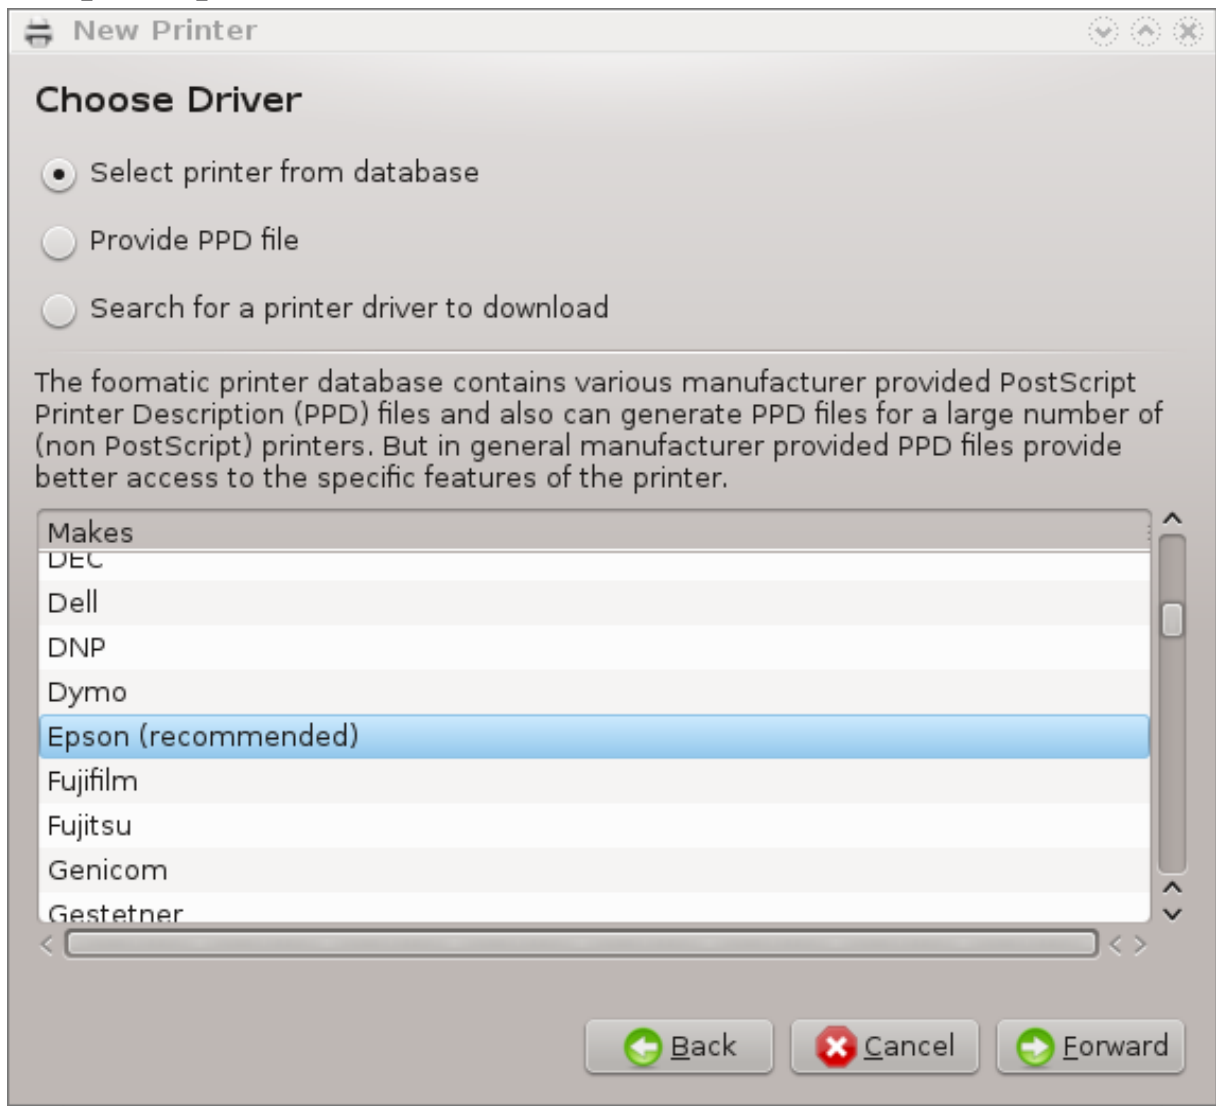 New Printer
Choose Driver
Select printer from database
Provide PPD file
Search for a printer driver to download
The foomatic printer database contains various manufacturer provided PostScript
Printer Description (PPD) files and also can generate PPD files for a large number of
(non PostScript) printers. But in general manufacturer provided PPD files provide
better access to the specific features of the printer.
Makes
DEC
Dell
DNP
Dymo
Epson (recommended)
Fujifilm
Fujitsu
Genicom
Gestetner
Back Cancel Forward